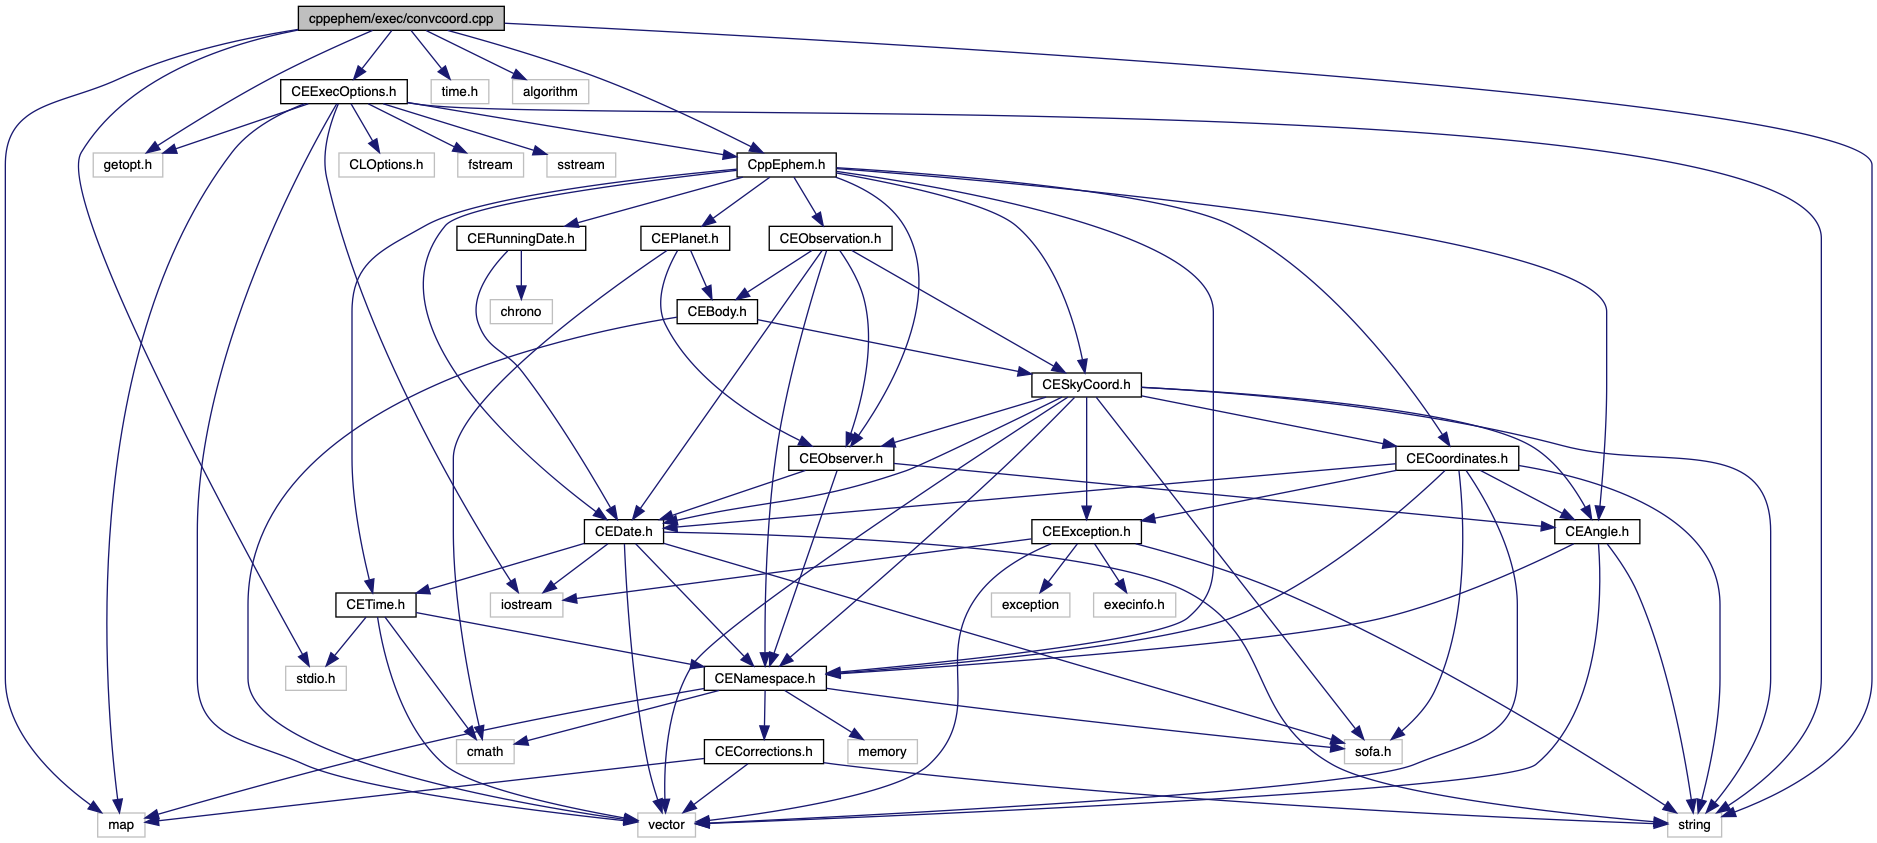 cppephem/exec/convcoord.cpp
CEExecOptions.h
time.h
algorithm
getopt.h
CLOptions.h
fstream
sstream
CppEphem.h
CERunningDate.h
CEPlanet.h
CEObservation.h
chrono
CEBody.h
CESkyCoord.h
CEObserver.h
CECoordinates.h
CEDate.h
CEException.h
CEAngle.h
CETime.h
iostream
exception
execinfo.h
stdio.h
CENamespace.h
cmath
CECorrections.h
memory
sofa.h
map
vector
string